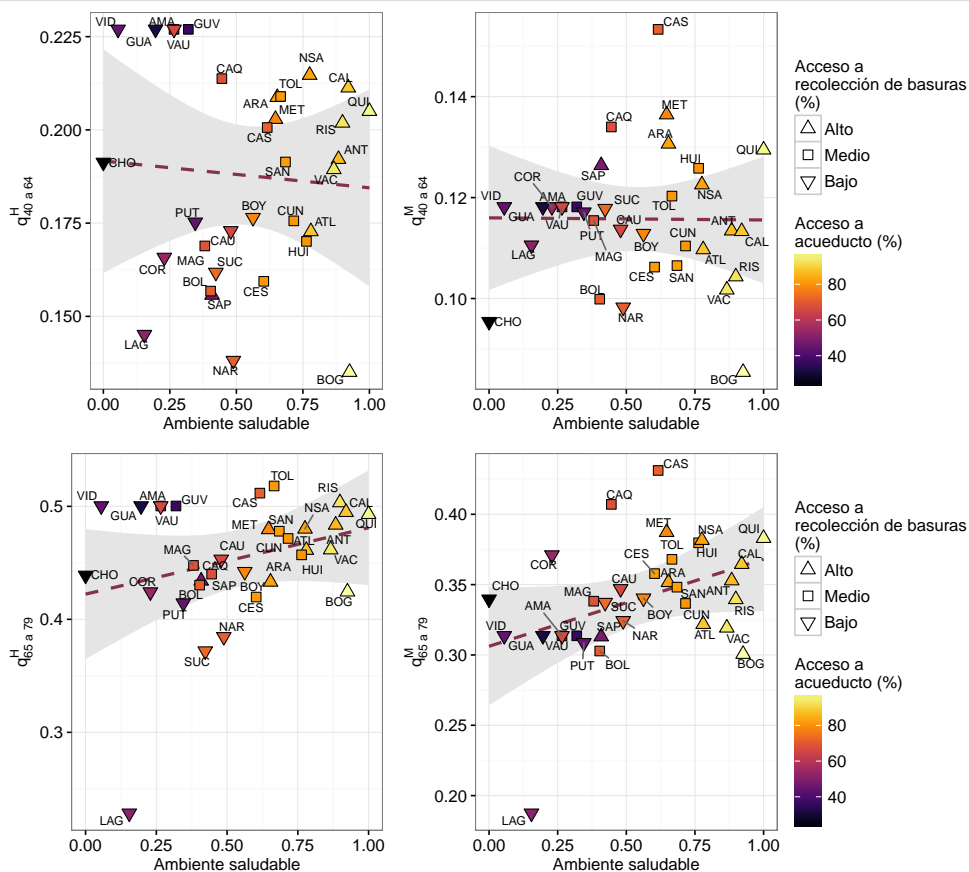 VID
AMA
GUV
GUA
VAU
CAQ
NSA
CAL
TOL
ARA
MET
QUI
CAS
RIS
CHO
SAN
ANT
VAC
PUT
BOY
CUN
ATL
CAU
MAG
HUI
COR
SUC
BOL
CES
SAP
LAG
NAR
BOG
0.225
0.200
0.175
0.150
q H 40 a 64
0.00 0.25 0.50 0.75 1.00
Ambiente saludable
CAS
MET
CAQ
ARA
QUI
HUI
SAP
COR
NSA
VID
AMA
GUV
SUC
TOL
GUA
VAU
CAU
ANT
PUT
BOY
CUN
CAL
LAG
MAG
ATL
CES
SAN
RIS
BOL
VAC
NAR
CHO
BOG
0.14
0.12
0.10
q M 40 a 64
0.00 0.25 0.50 0.75 1.00
Ambiente saludable
Acceso a
recolección de basuras
(%)
Alto
Medio
Bajo
Acceso a
acueducto (%)
80
60
40
TOL
RIS
VID
AMA
GUV
CAS
NSA
CAL
GUA
VAU
MET
SAN
QUI
MAG
CAU
CUN
ATL
ANT
CHO
CAQ
HUI
VAC
COR
SAP
ARA
BOL
BOY
PUT
CES
BOG
NAR
SUC
LAG
0.5
0.4
0.3
q H 65 a 79
0.00 0.25 0.50 0.75 1.00
Ambiente saludable
CAS
CAQ
MET
NSA
QUI
TOL
HUI
COR
CES
CAL
CHO
CAU
ARA
MAG
SAN
ANT
AMA
SUC
BOY
RIS
VID
GUV
SAP
CUN
GUA
VAU
NAR
ATL
VAC
PUT
BOL
BOG
LAG
0.40
0.35
0.30
0.25
0.20
q M 65 a 79
0.00 0.25 0.50 0.75 1.00
Ambiente saludable
Acceso a
recolección de basuras
(%)
Alto
Medio
Bajo
Acceso a
acueducto (%)
80
60
40